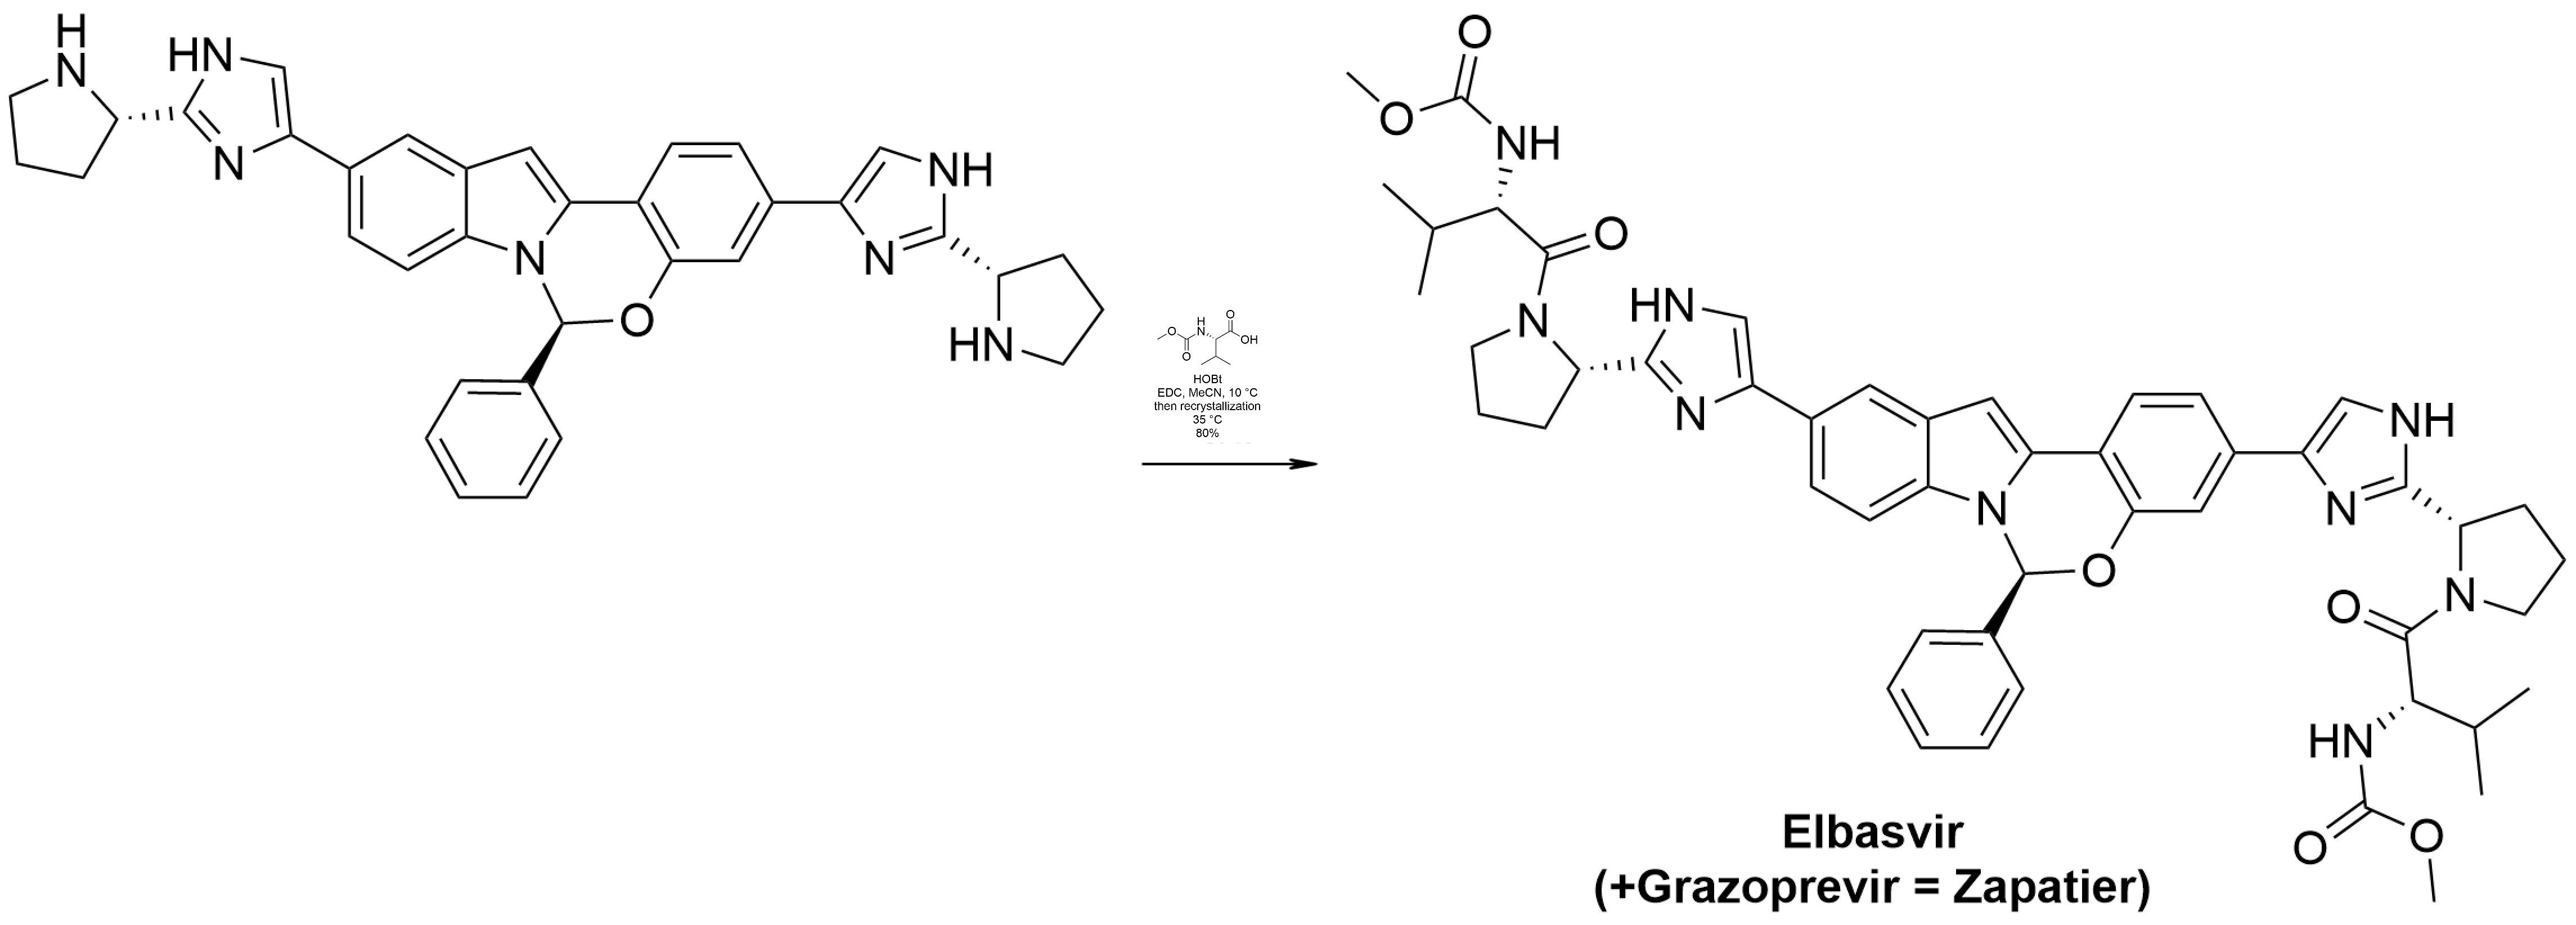 H
N
HN
N
N
O
N
NH
HN
O
H
N
O
O
OH
HOBt
EDC, MeCN, 10 °C
then recrystallization
35 °C
80%
O
O
NH
O
N
HN
N
N
O
N
NH
N
O
HN
O
O
Elbasvir
(+Grazoprevir = Zapatier)